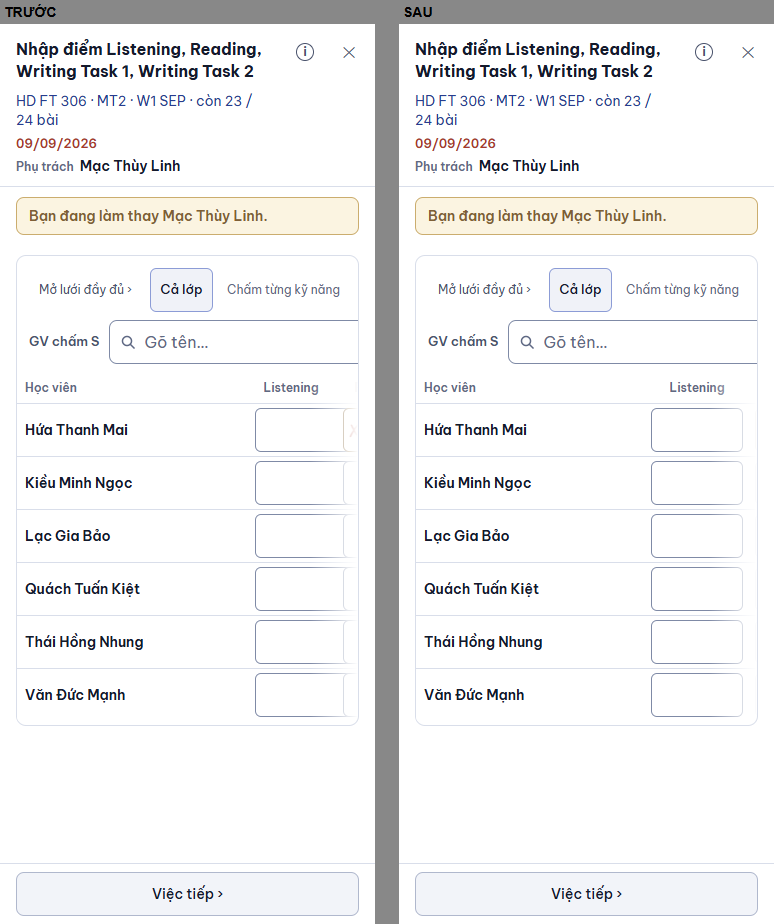 TRƯỚC
Nhập điểm Listening, Reading,
Writing Task 1, Writing Task 2
HD FT 306 · MT2 · W1 SEP · còn 23 /
24 bài
09/09/2026
Phụ trách Mạc Thùy Linh
Bạn đang làm thay Mạc Thùy Linh.
Mở lưới đầy đủ › Cả lớp Chấm từng kỹ năng
GV chấm S Gõ tên...
Học viên Listening
Hứa Thanh Mai
Kiều Minh Ngọc
Lạc Gia Bảo
Quách Tuấn Kiệt
Thái Hồng Nhung
Văn Đức Mạnh
Việc tiếp ›
SAU
Nhập điểm Listening, Reading,
Writing Task 1, Writing Task 2
HD FT 306 · MT2 · W1 SEP · còn 23 /
24 bài
09/09/2026
Phụ trách Mạc Thùy Linh
Bạn đang làm thay Mạc Thùy Linh.
Mở lưới đầy đủ › Cả lớp Chấm từng kỹ năng
GV chấm S Gõ tên...
Học viên Listening
Hứa Thanh Mai
Kiều Minh Ngọc
Lạc Gia Bảo
Quách Tuấn Kiệt
Thái Hồng Nhung
Văn Đức Mạnh
Việc tiếp ›